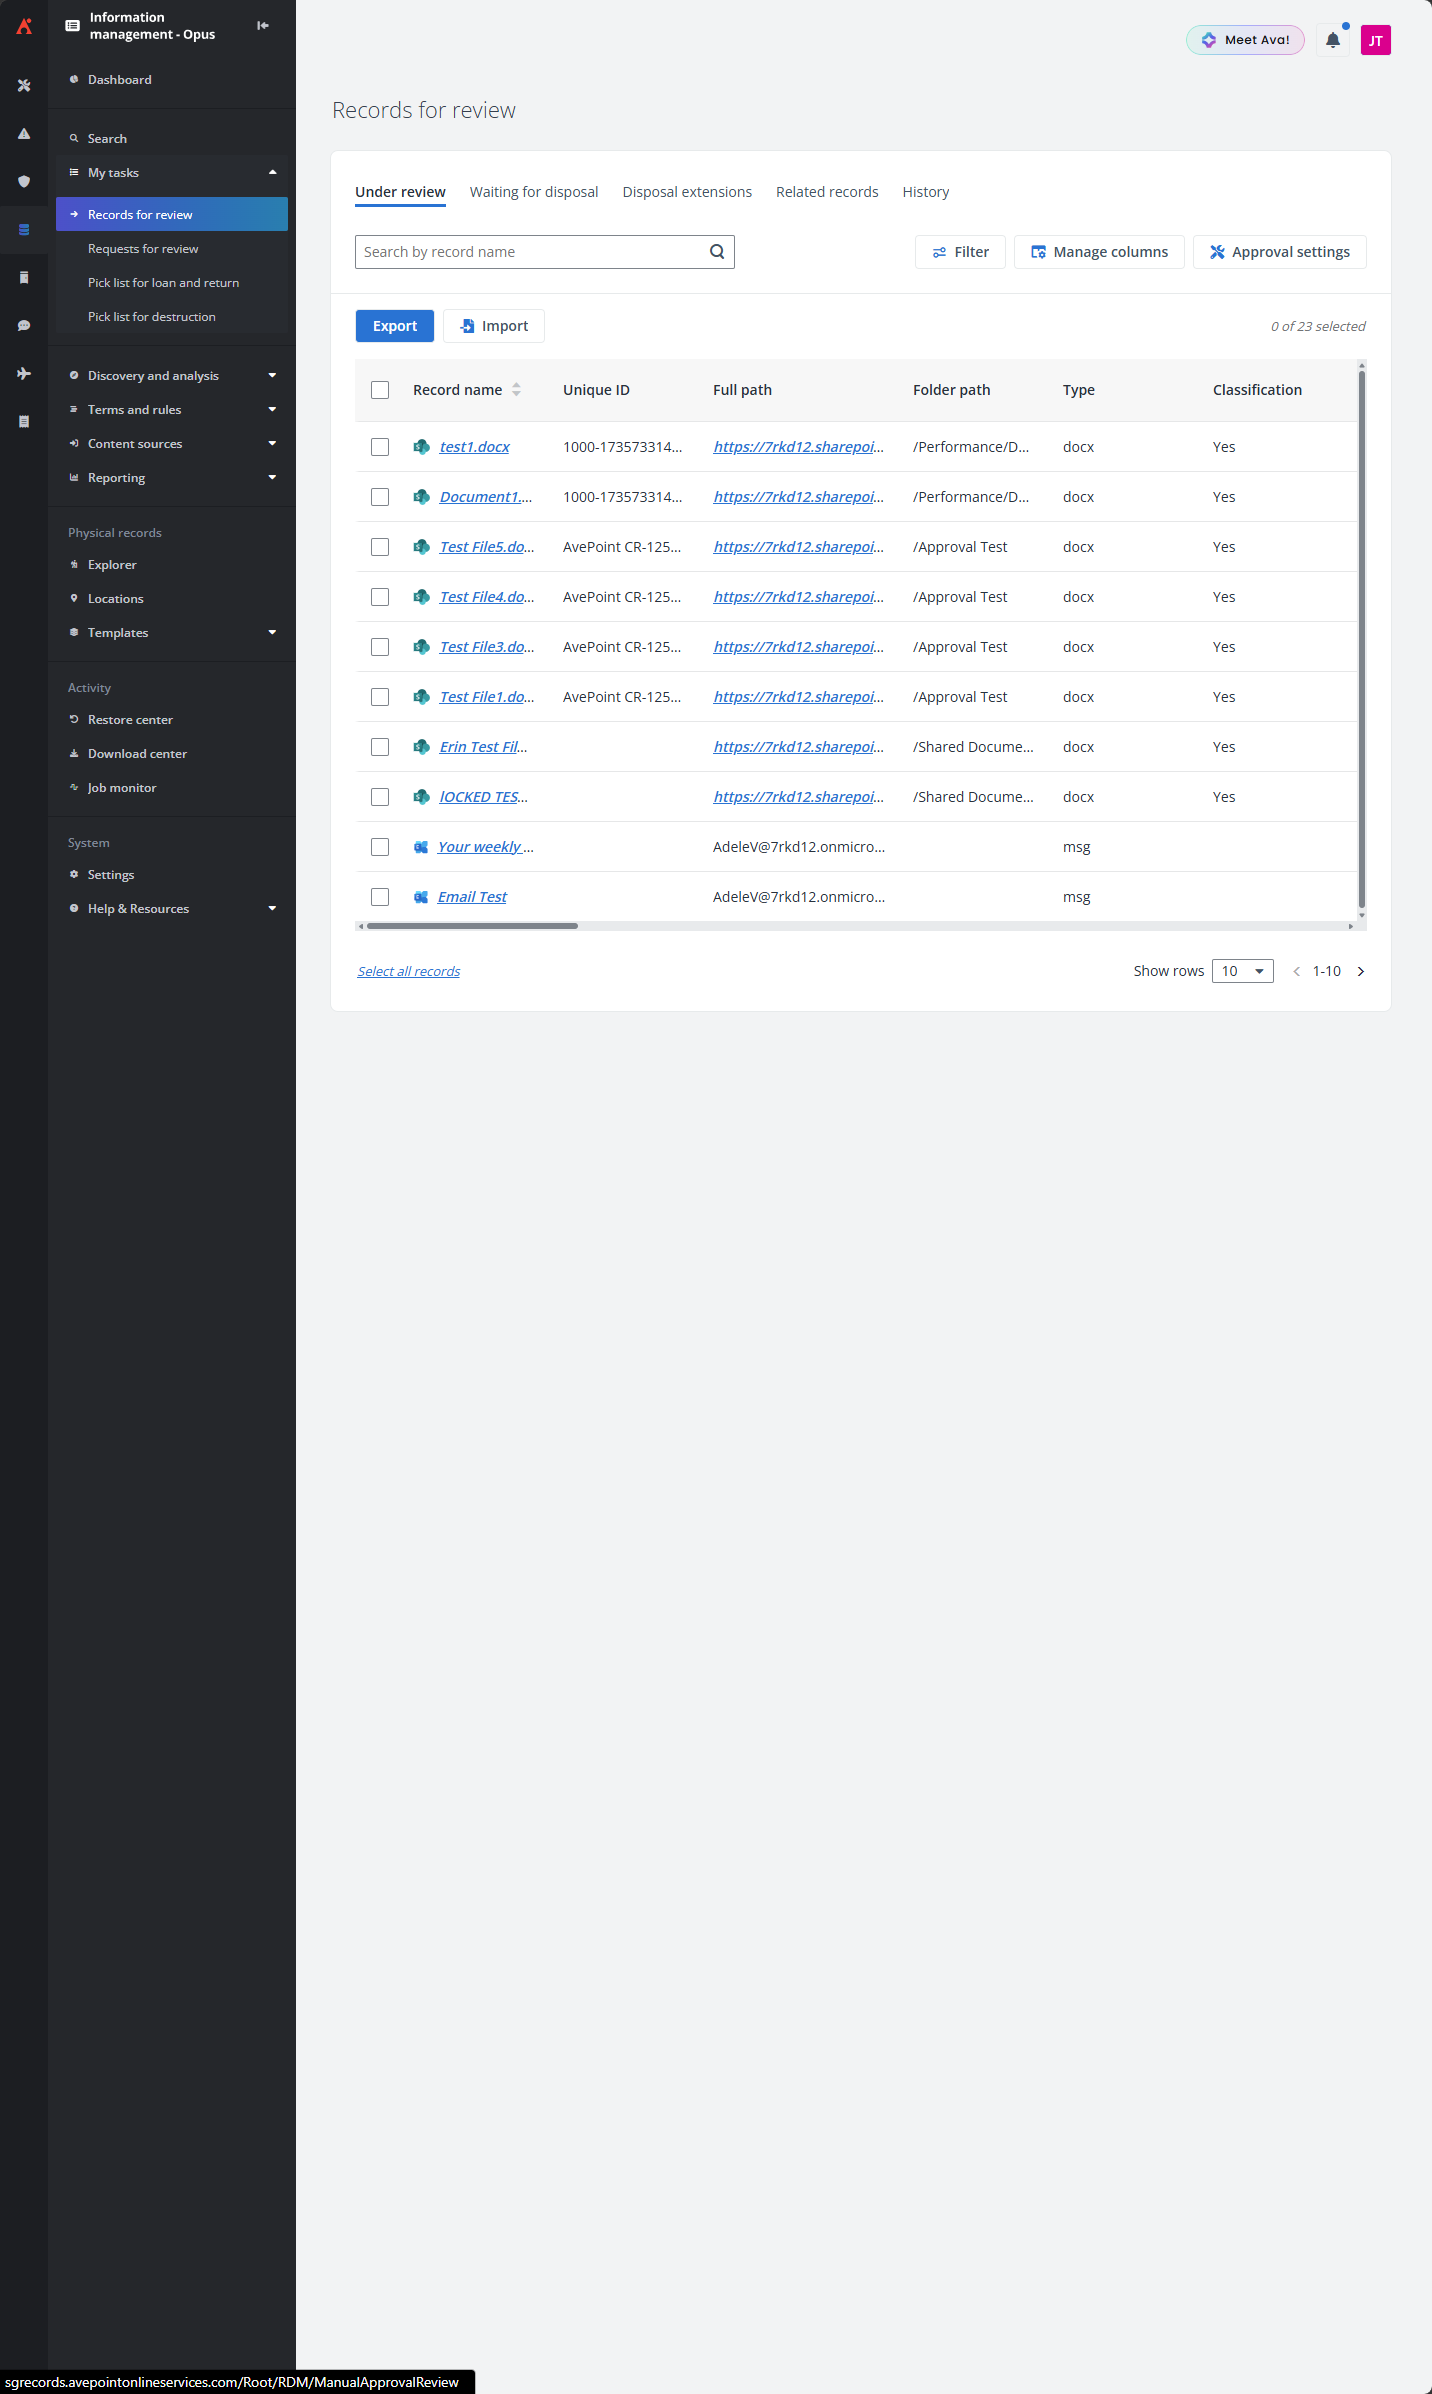 Information
management - Opus
Dashboard
Search
My tasks
Records for review
Requests for review
Pick list for loan and return
Pick list for destruction
Discovery and analysis
Terms and rules
Content sources
Reporting
Physical records
Explorer
Locations
Templates
Activity
Restore center
Download center
Job monitor
System
Settings
Help & Resources
Meet Ava!
JT
Records for review
Under review Waiting for disposal Disposal extensions Related records History
Search by record name Filter Manage columns Approval settings
Export Import 0 of 23 selected
Record name Unique ID Full path Folder path Type Classification
test1.docx 1000-173573314... https://7rkd12.sharepoi... /Performance/D... docx Yes
Document1.... 1000-173573314... https://7rkd12.sharepoi... /Performance/D... docx Yes
Test File5.do... AvePoint CR-125... https://7rkd12.sharepoi... /Approval Test docx Yes
Test File4.do... AvePoint CR-125... https://7rkd12.sharepoi... /Approval Test docx Yes
Test File3.do... AvePoint CR-125... https://7rkd12.sharepoi... /Approval Test docx Yes
Test File1.do... AvePoint CR-125... https://7rkd12.sharepoi... /Approval Test docx Yes
Erin Test Fil... https://7rkd12.sharepoi... /Shared Docume... docx Yes
lOCKED TES... https://7rkd12.sharepoi... /Shared Docume... docx Yes
Your weekly ... AdeleV@7rkd12.onmicro... msg
Email Test AdeleV@7rkd12.onmicro... msg
Select all records Show rows 10 1-10
sgrecords.avepointonlineservices.com/Root/RDM/ManualApprovalReview